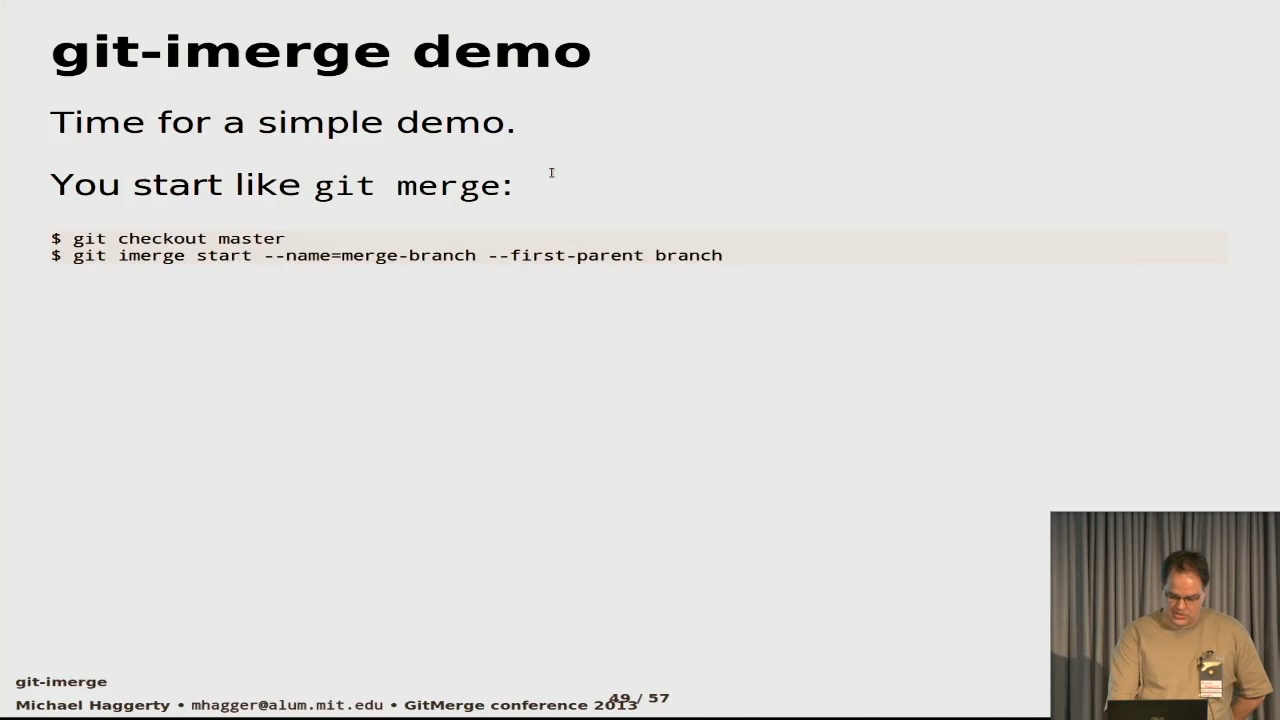 git-imerge demo
Time for a simple demo.
You start like git merge:
$ git checkout master
$ git imerge start --name=merge-branch --first-parent branch
git-imerge
49 / 57
Michael Haggerty • mhagger@alum.mit.edu • GitMerge conference 2013